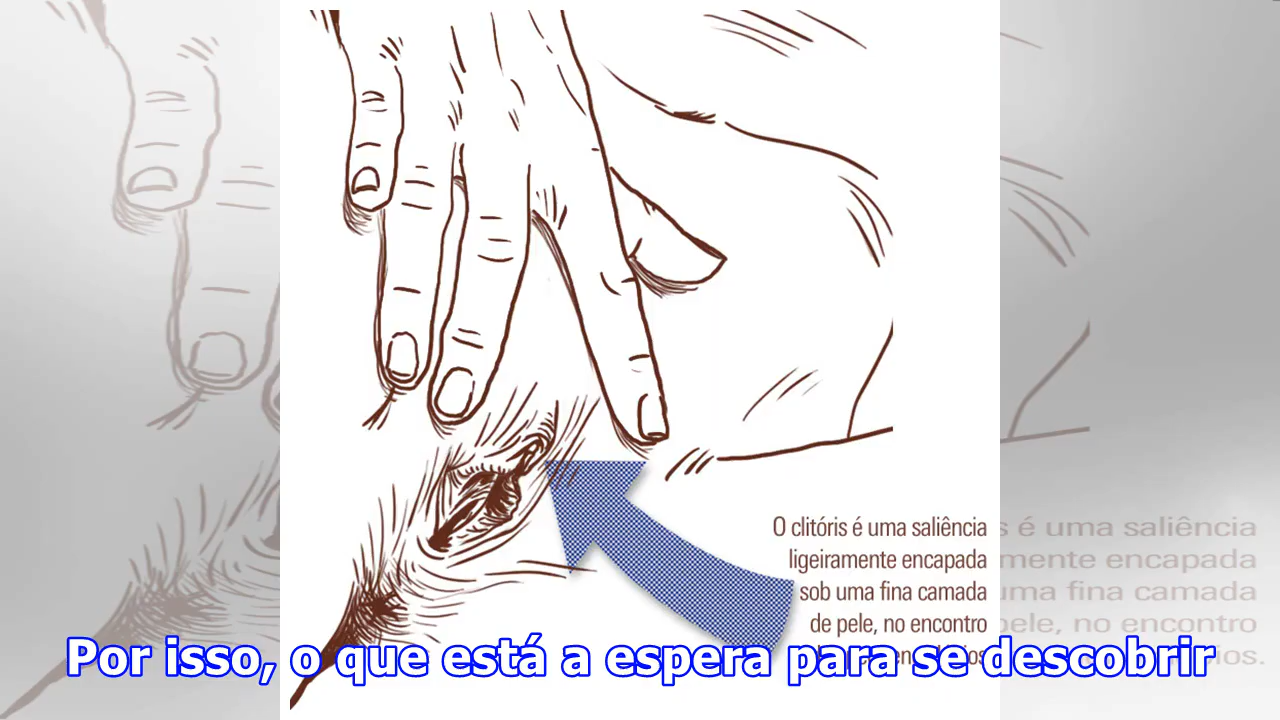 O clitóris é uma saliência
ligeiramente encapada
sob uma fina camada
de pele, no encontro
Por isso, o que está a espera para se descobrir